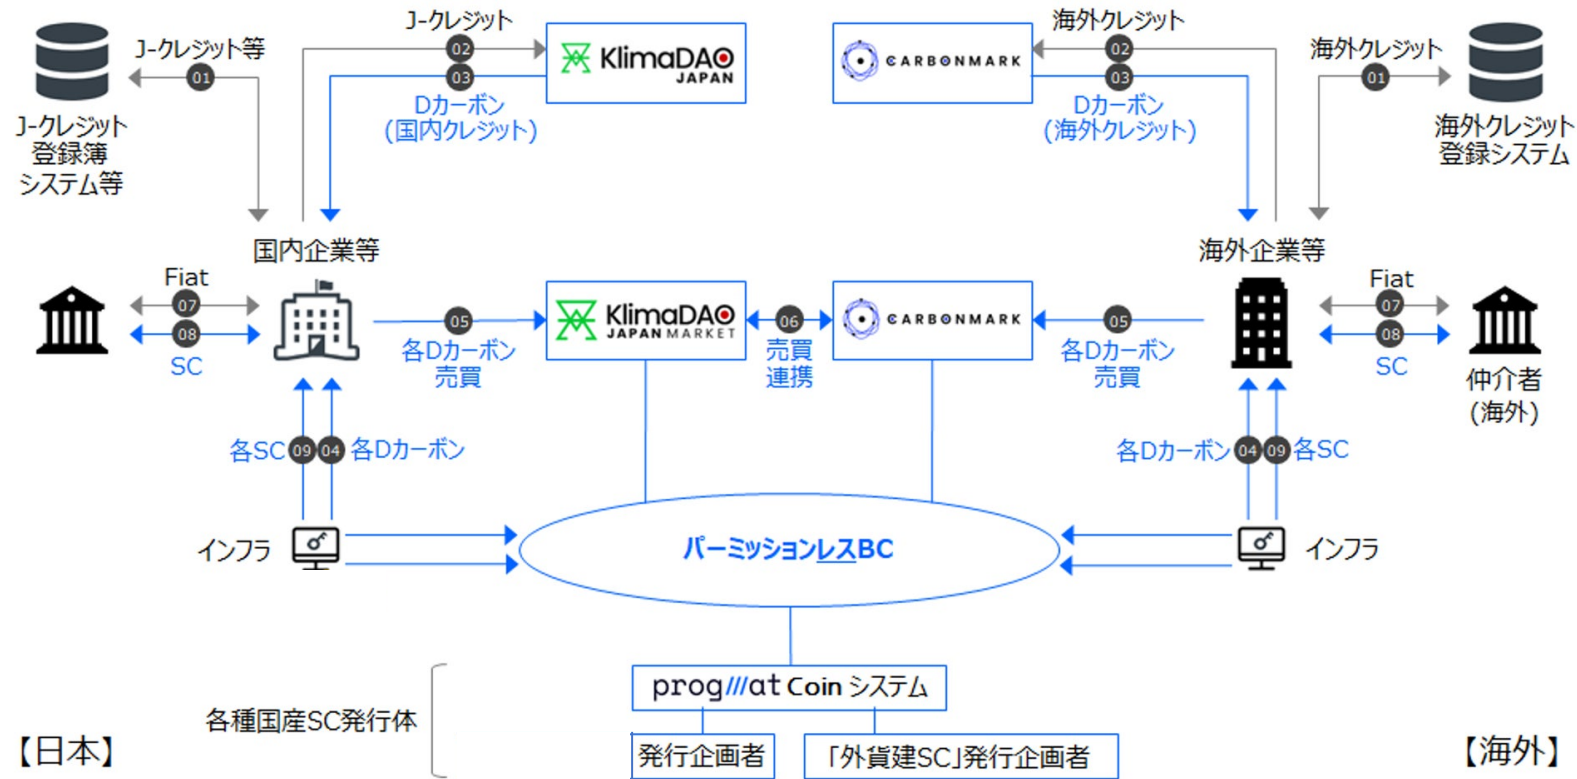 J-クレジット
海外クレジット
J-クレジット等
01
02
03
KlimaDAO
JAPAN
CARBONMARK
02
03
海外クレジット
01
Dカーボン
(国内クレジット)
Dカーボン
(海外クレジット)
J-クレジット
登録簿
システム等
海外クレジット
登録システム
国内企業等
海外企業等
Fiat
07
08
SC
05
各Dカーボン
売買
KlimaDAO
JAPAN MARKET
06
売買
連携
CARBONMARK
05
各Dカーボン
売買
Fiat
07
08
SC
仲介者
(海外)
各SC 09 04 各Dカーボン
各Dカーボン 04 09 各SC
インフラ
パーミッションレスBC
インフラ
各種国産SC発行体
prog///at Coin システム
発行企画者
「外貨建SC」発行企画者
【日本】
【海外】